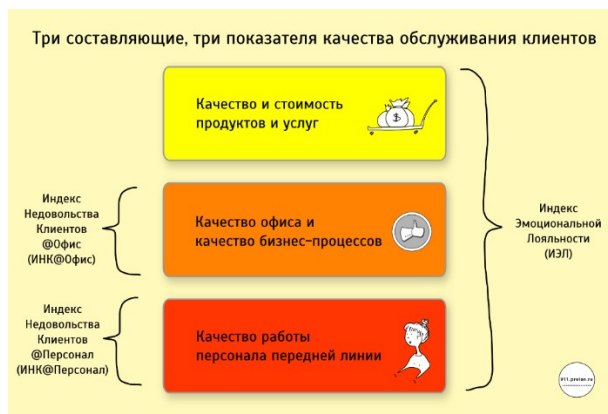 Три составляющие, три показателя качества обслуживания клиентов
Качество и стоимость
продуктов и услуг
$
Индекс
Недовольства
Клиентов
@Офис
(ИНК@Офис)
Качество офиса и
качество бизнес-процессов
Индекс
Эмоциональной
Лояльности
(ИЭЛ)
Индекс
Недовольства
Клиентов
@Персонал
(ИНК@Персонал)
Качество работы
персонала передней линии